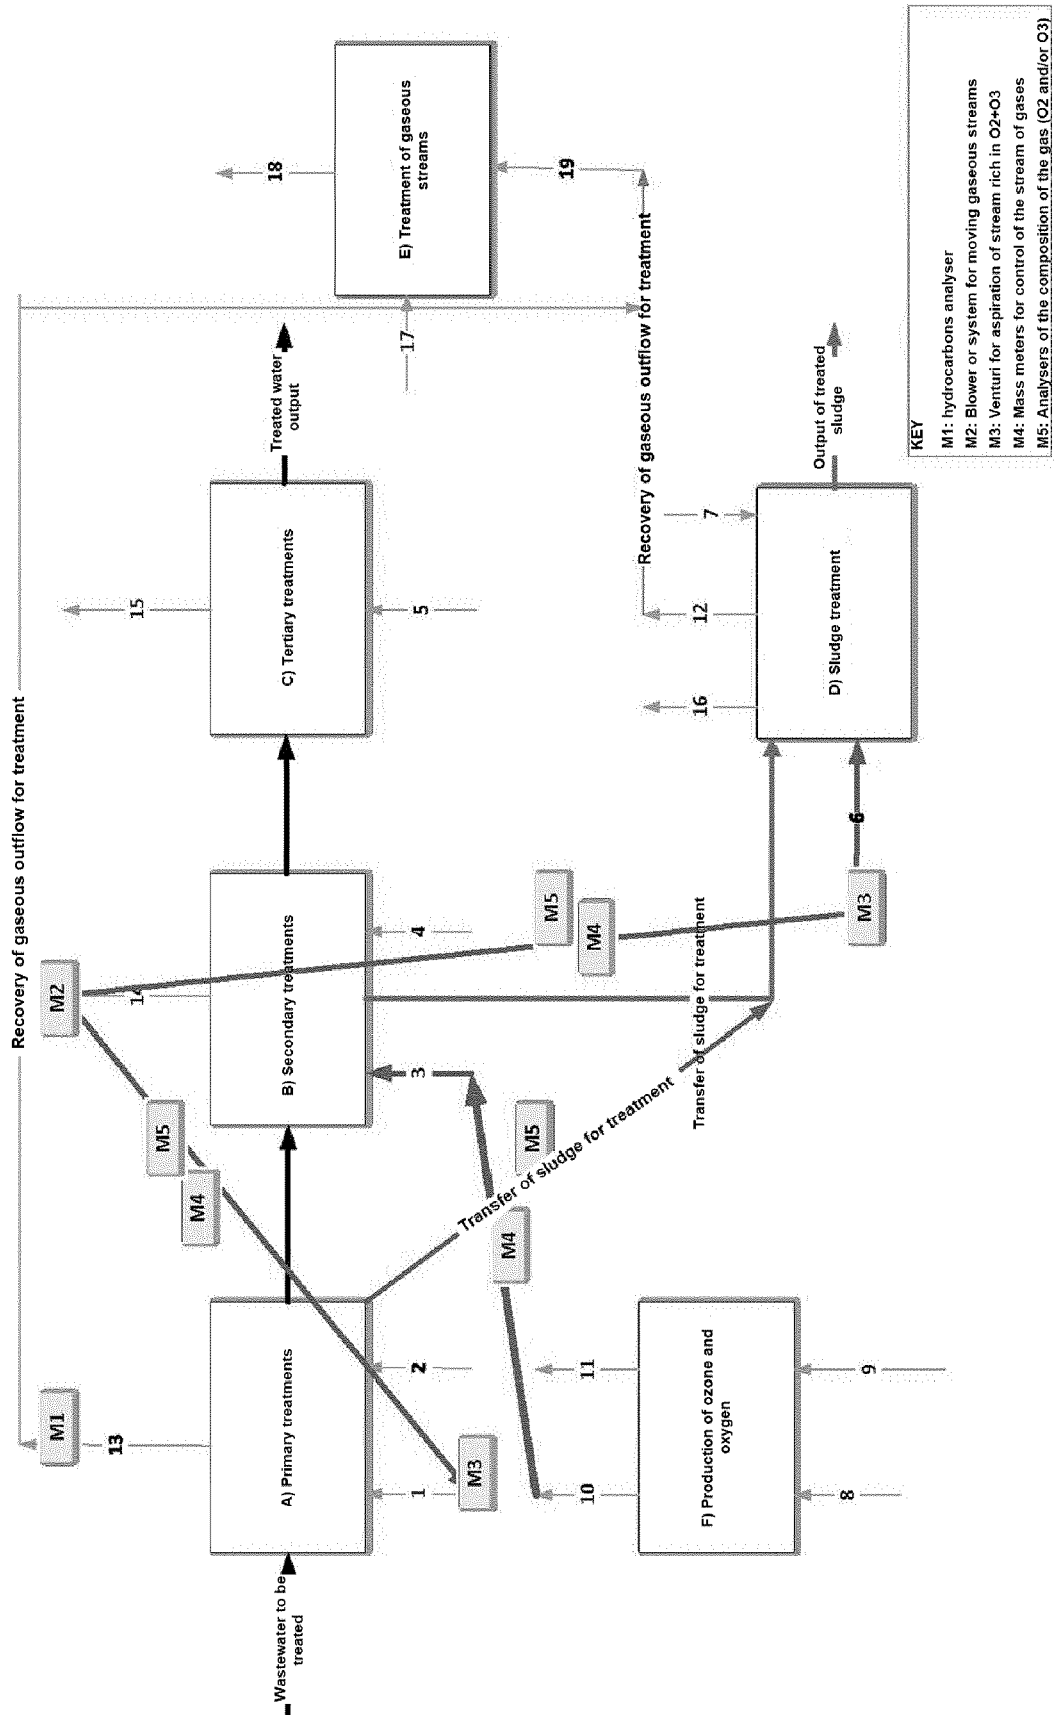 Recovery of gaseous outflow for treatment
M1
13
M2
14
15
18
M5
M4
Wastewater to be
treated
A) Primary treatments
B) Secondary treatments
C) Tertiary treatments
Treated water
output
E) Treatment of gaseous
streams
17
19
1
2
3
4
5
M3
M4
M5
M5
M4
Transfer of sludge for treatment
Transfer of sludge for treatment
Recovery of gaseous outflow for treatment
10
11
16
12
7
F) Production of ozone and
oxygen
D) Sludge treatment
Output of treated
sludge
8
9
M3
6
KEY
M1: hydrocarbons analyser
M2: Blower or system for moving gaseous streams
M3: Venturi for aspiration of stream rich in O2+O3
M4: Mass meters for control of the stream of gases
M5: Analysers of the composition of the gas (O2 and/or O3)